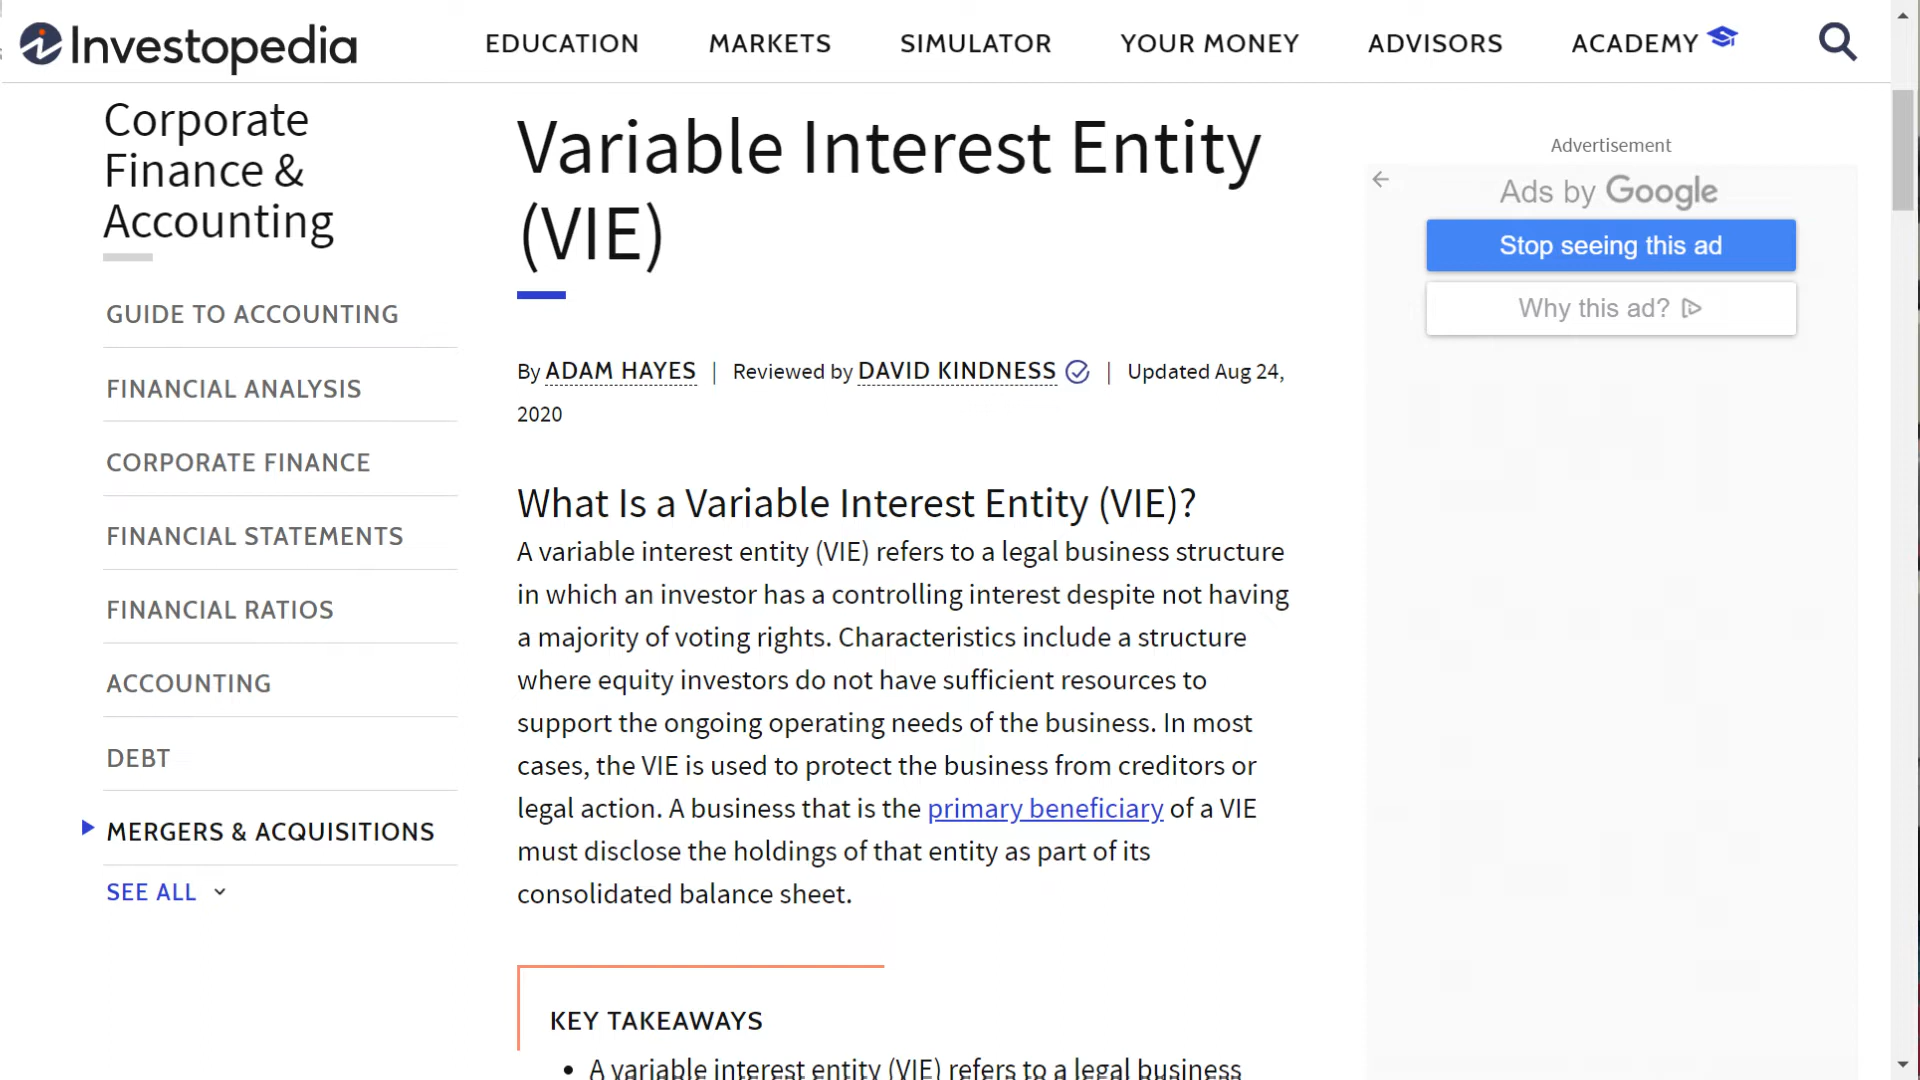 Investopedia
EDUCATION MARKETS SIMULATOR YOUR MONEY ADVISORS ACADEMY
Corporate
Finance &
Accounting
GUIDE TO ACCOUNTING
FINANCIAL ANALYSIS
CORPORATE FINANCE
FINANCIAL STATEMENTS
FINANCIAL RATIOS
ACCOUNTING
DEBT
MERGERS & ACQUISITIONS
SEE ALL
Variable Interest Entity
(VIE)
By ADAM HAYES | Reviewed by DAVID KINDNESS | Updated Aug 24,
2020
What Is a Variable Interest Entity (VIE)?
A variable interest entity (VIE) refers to a legal business structure
in which an investor has a controlling interest despite not having
a majority of voting rights. Characteristics include a structure
where equity investors do not have sufficient resources to
support the ongoing operating needs of the business. In most
cases, the VIE is used to protect the business from creditors or
legal action. A business that is the primary beneficiary of a VIE
must disclose the holdings of that entity as part of its
consolidated balance sheet.
KEY TAKEAWAYS
• A variable interest entity (VIE) refers to a legal business
Advertisement
Ads by Google
Stop seeing this ad
Why this ad?